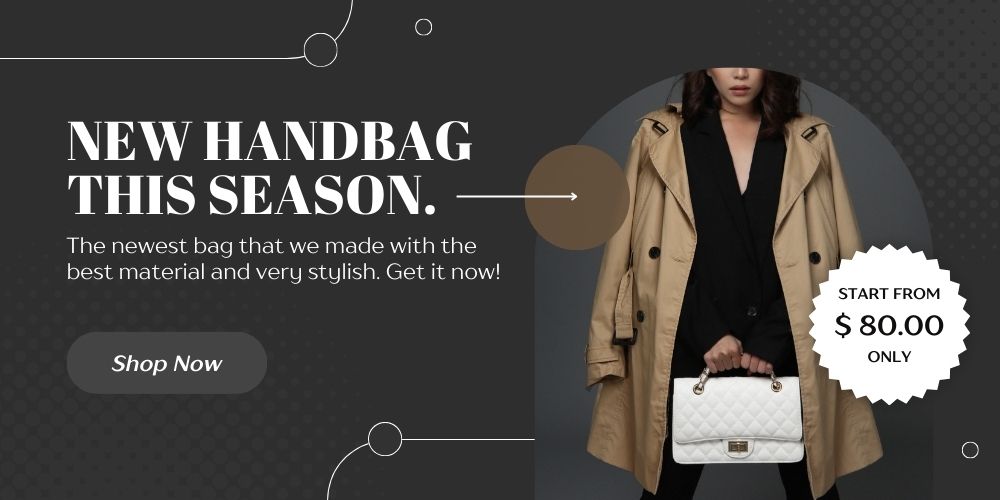 NEW HANDBAG
THIS SEASON.
The newest bag that we made with the
best material and very stylish. Get it now!
Shop Now
START FROM
$ 80.00
ONLY